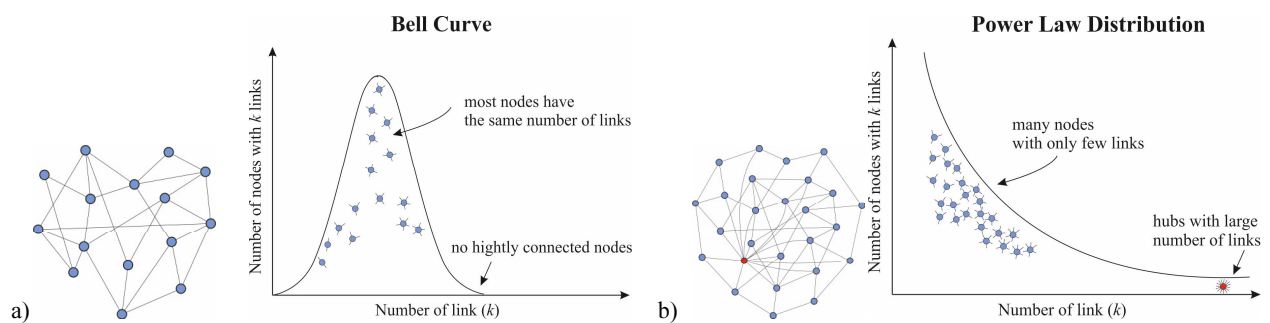 Bell Curve
Number of nodes with k links
most nodes have
the same number of links
no hightly connected nodes
a)
Number of link (k)
Power Law Distribution
Number of nodes with k links
many nodes
with only few links
hubs with large
number of links
b)
Number of link (k)